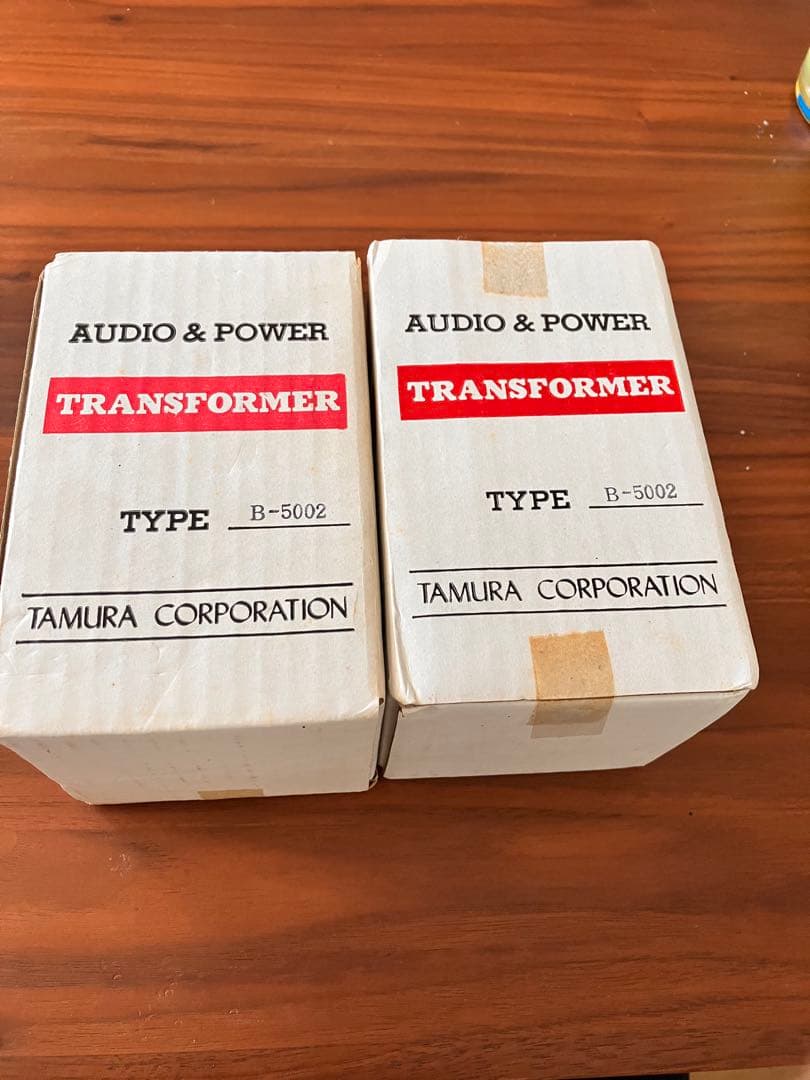 AUDIO & POWER
TRANSFORMER
TYPE B-5002
TAMURA CORPORATION
AUDIO & POWER
TRANSFORMER
TYPE B-5002
TAMURA CORPORATION